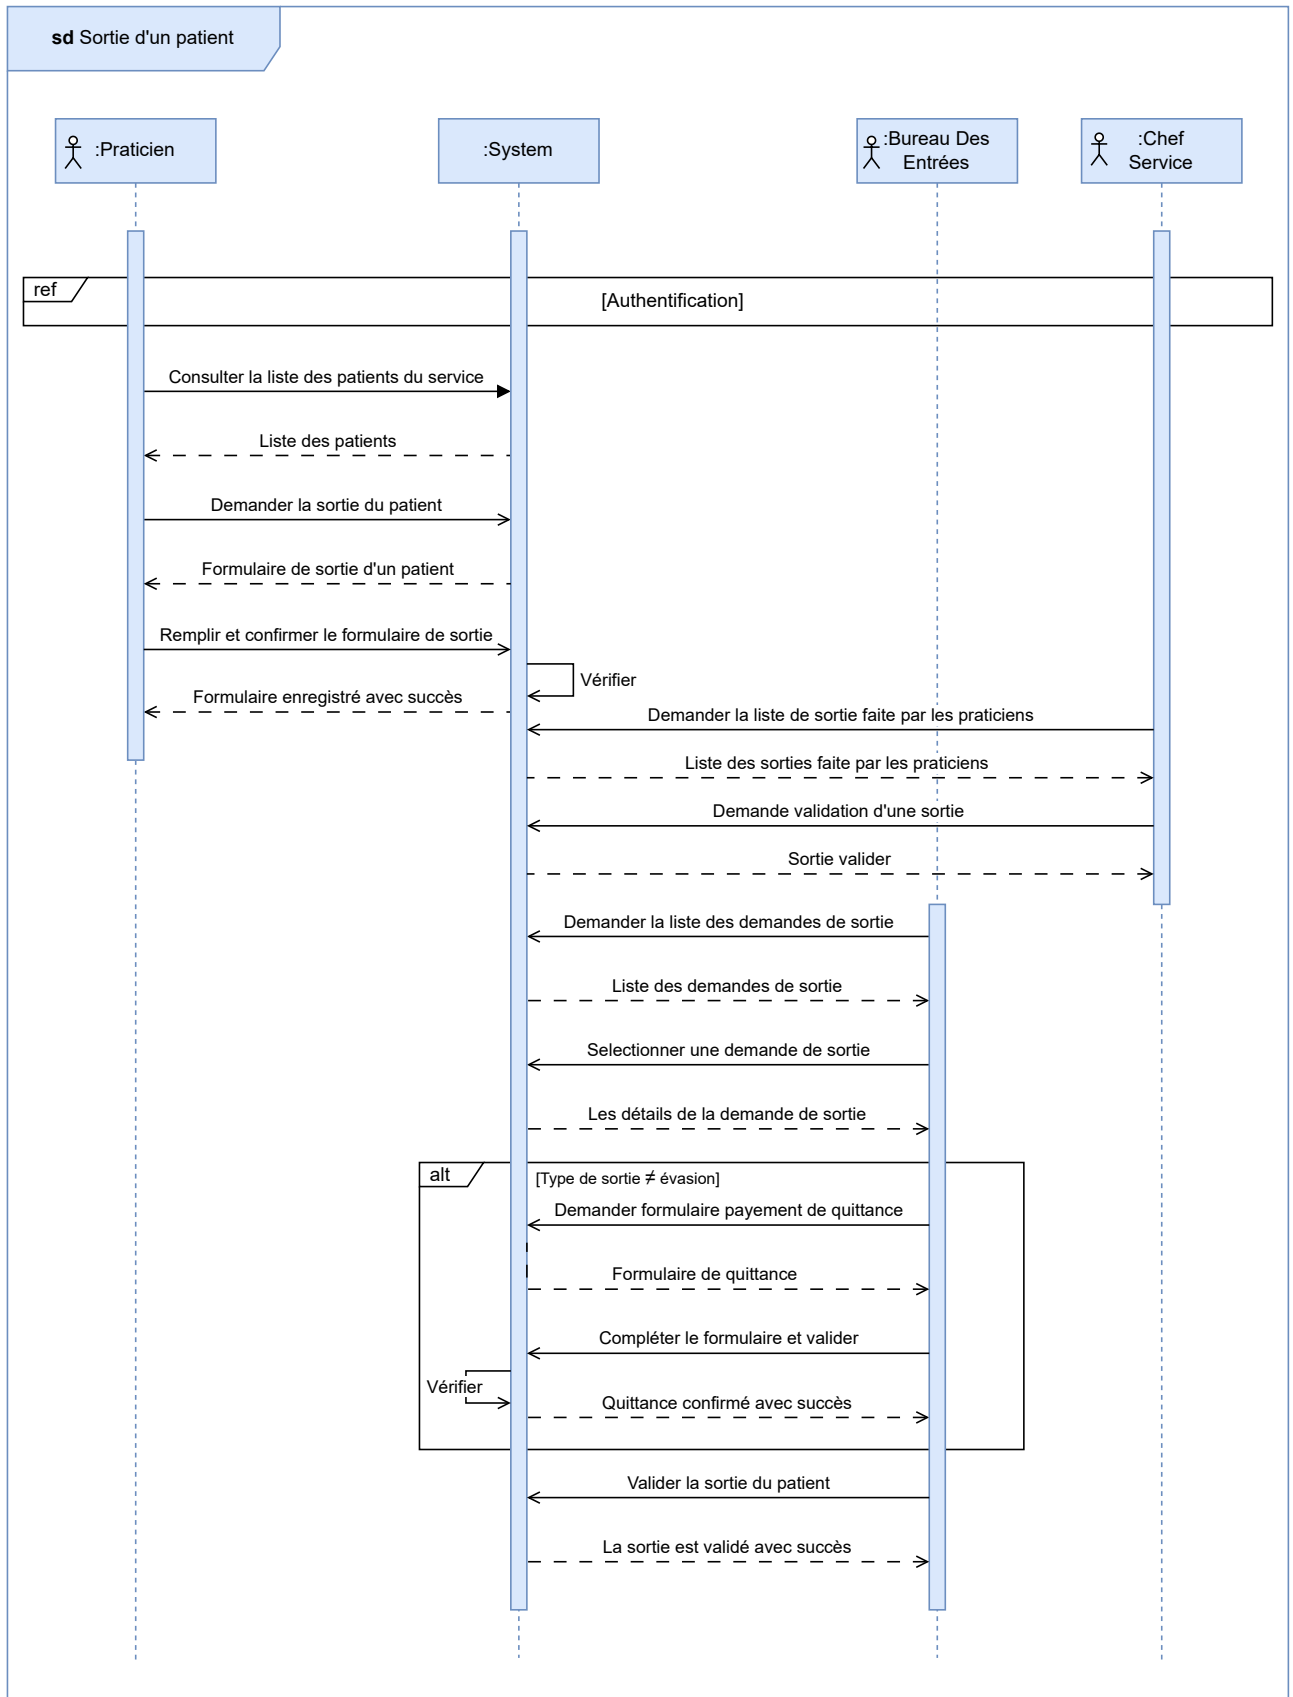 sd Sortie d'un patient
:Praticien
:System
:Bureau Des
Entrées
:Chef
Service
ref
[Authentification]
Consulter la liste des patients du service
Liste des patients
Demander la sortie du patient
Formulaire de sortie d'un patient
Remplir et confirmer le formulaire de sortie
Vérifier
Formulaire enregistré avec succès
Demander la liste de sortie faite par les praticiens
Liste des sorties faite par les praticiens
Demande validation d'une sortie
Sortie valider
Demander la liste des demandes de sortie
Liste des demandes de sortie
Selectionner une demande de sortie
Les détails de la demande de sortie
alt
[Type de sortie ≠ évasion]
Demander formulaire payement de quittance
Formulaire de quittance
Compléter le formulaire et valider
Vérifier
Quittance confirmé avec succès
Valider la sortie du patient
La sortie est validé avec succès